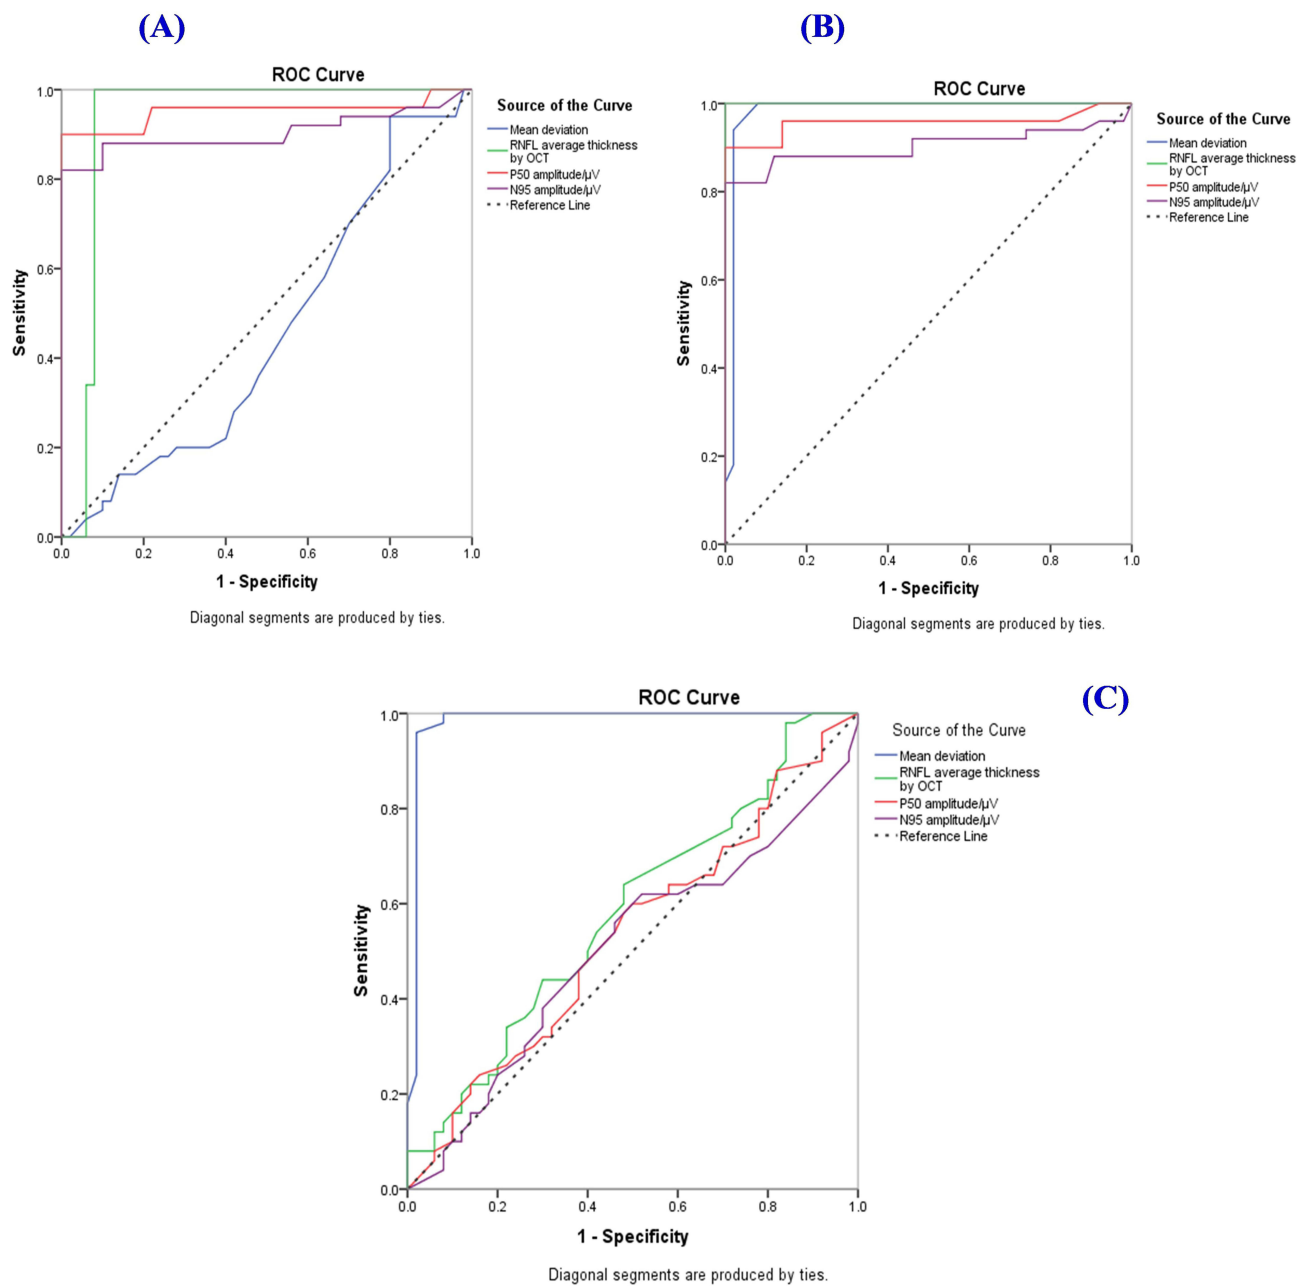 (A)
ROC Curve
Sensitivity
1.0
0.8
0.6
0.4
0.2
0.0
0.0 0.2 0.4 0.6 0.8 1.0
1 - Specificity
Diagonal segments are produced by ties.
Source of the Curve
Mean deviation
RNFL average thickness
by OCT
P50 amplitude/µV
N95 amplitude/µV
Reference Line
(B)
ROC Curve
Sensitivity
1.0
0.8
0.6
0.4
0.2
0.0
0.0 0.2 0.4 0.6 0.8 1.0
1 - Specificity
Diagonal segments are produced by ties.
Source of the Curve
Mean deviation
RNFL average thickness
by OCT
P50 amplitude/µV
N95 amplitude/µV
Reference Line
(C)
ROC Curve
Sensitivity
1.0
0.8
0.6
0.4
0.2
0.0
0.0 0.2 0.4 0.6 0.8 1.0
1 - Specificity
Diagonal segments are produced by ties.
Source of the Curve
Mean deviation
RNFL average thickness
by OCT
P50 amplitude/µV
N95 amplitude/µV
Reference Line